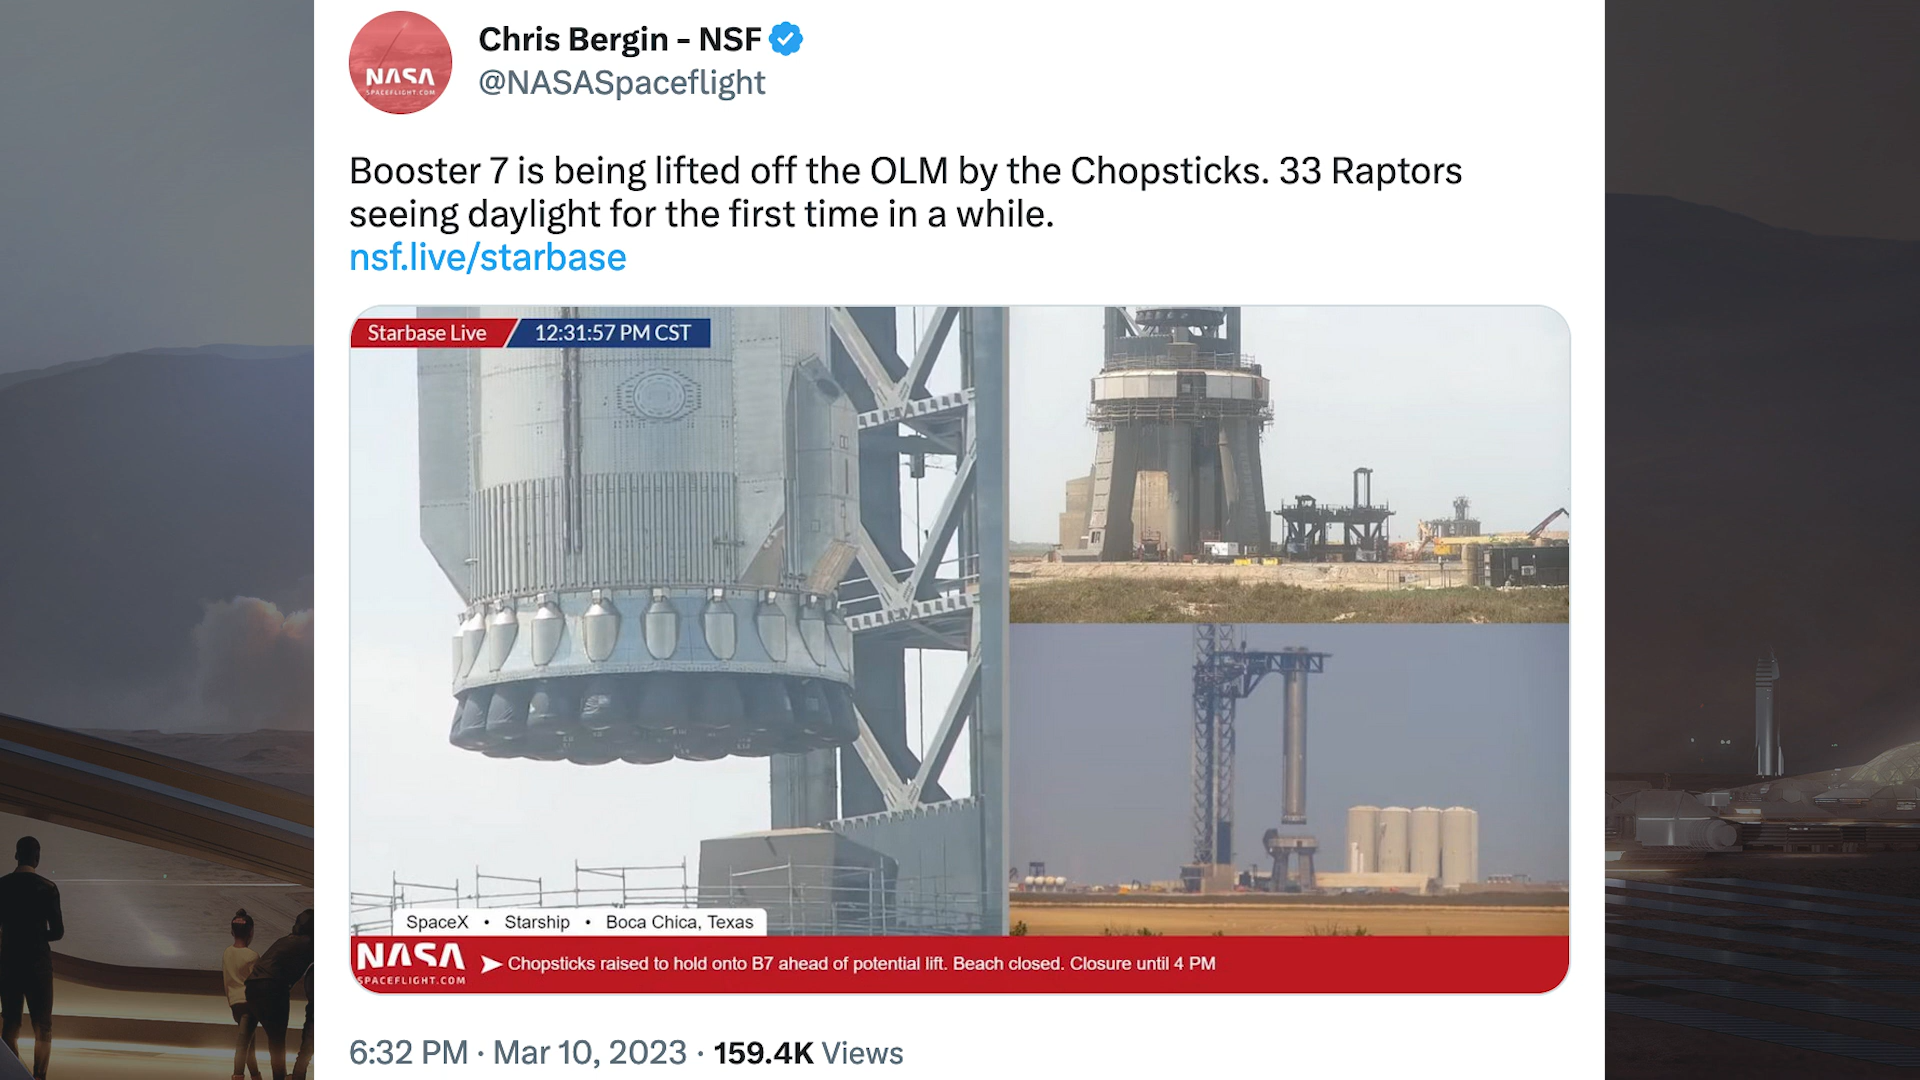 NASA
SPACEFLIGHT.COM
Chris Bergin - NSF
@NASASpaceflight
Booster 7 is being lifted off the OLM by the Chopsticks. 33 Raptors
seeing daylight for the first time in a while.
nsf.live/starbase
Starbase Live 12:31:57 PM CST
SpaceX • Starship • Boca Chica, Texas
NASA
SPACEFLIGHT.COM
Chopsticks raised to hold onto B7 ahead of potential lift. Beach closed. Closure until 4 PM
6:32 PM · Mar 10, 2023 · 159.4K Views